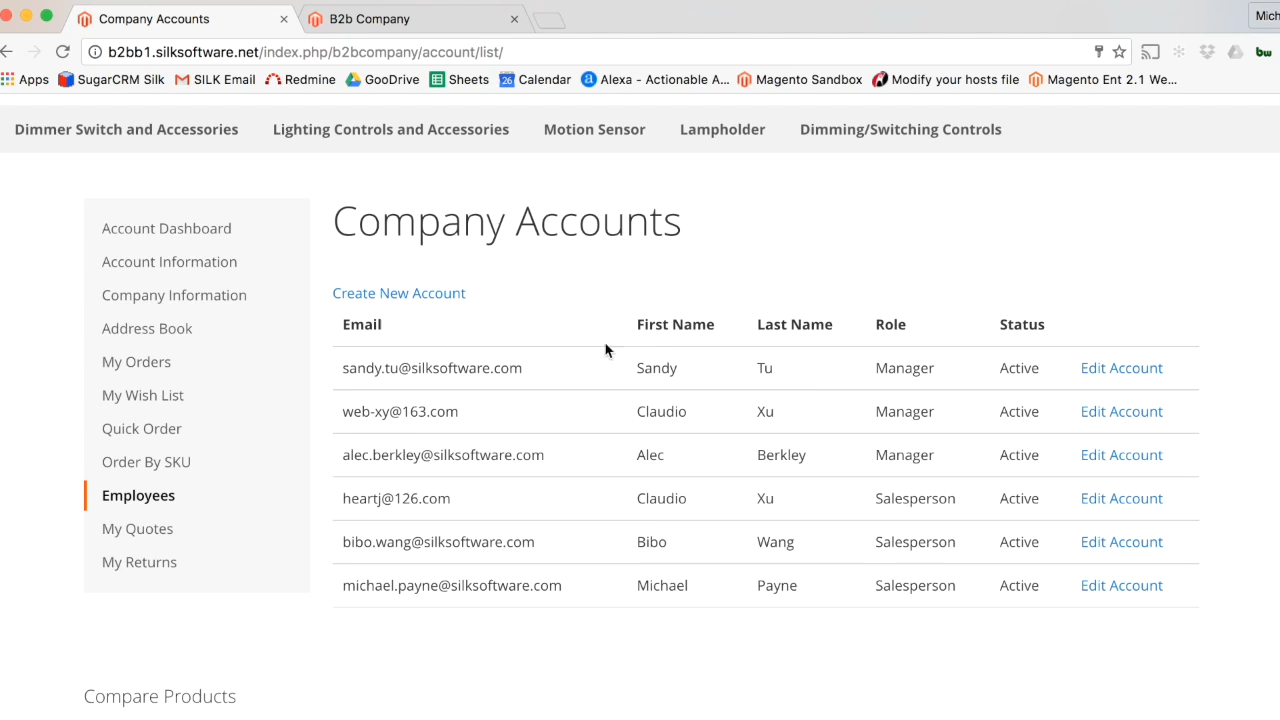 Company Accounts
B2b Company
Mich
b2bb1.silksoftware.net/index.php/b2bcompany/account/list/
Apps SugarCRM Silk SILK Email Redmine GooDrive Sheets 26 Calendar Alexa - Actionable A... Magento Sandbox Modify your hosts file Magento Ent 2.1 We...
bw
Dimmer Switch and Accessories Lighting Controls and Accessories Motion Sensor Lampholder Dimming/Switching Controls
Account Dashboard
Account Information
Company Information
Address Book
My Orders
My Wish List
Quick Order
Order By SKU
Employees
My Quotes
My Returns
Company Accounts
Create New Account
Email First Name Last Name Role Status
sandy.tu@silksoftware.com Sandy Tu Manager Active Edit Account
web-xy@163.com Claudio Xu Manager Active Edit Account
alec.berkley@silksoftware.com Alec Berkley Manager Active Edit Account
heartj@126.com Claudio Xu Salesperson Active Edit Account
bibo.wang@silksoftware.com Bibo Wang Salesperson Active Edit Account
michael.payne@silksoftware.com Michael Payne Salesperson Active Edit Account
Compare Products